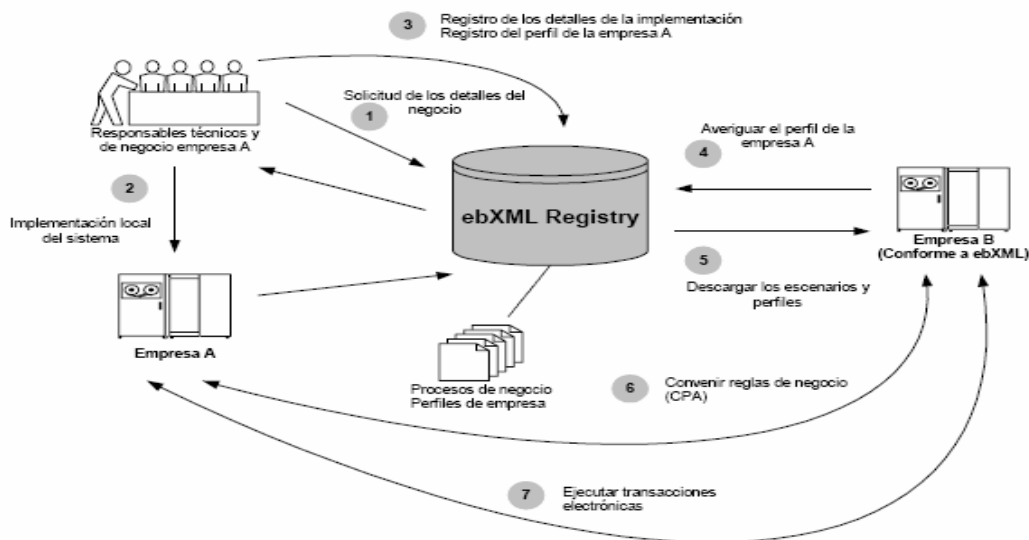 3
Registro de los detalles de la implementación
Registro del perfil de la empresa A
Solicitud de los detalles del
negocio
1
Responsables técnicos y
de negocio empresa A
Averiguar el perfil de la
empresa A
4
2
Implementación local
del sistema
ebXML Registry
Empresa B
(Conforme a ebXML)
5
Descargar los escenarios y
perfiles
Empresa A
Procesos de negocio
Perfiles de empresa
6
Convenir reglas de negocio
(CPA)
7
Ejecutar transacciones
electrónicas